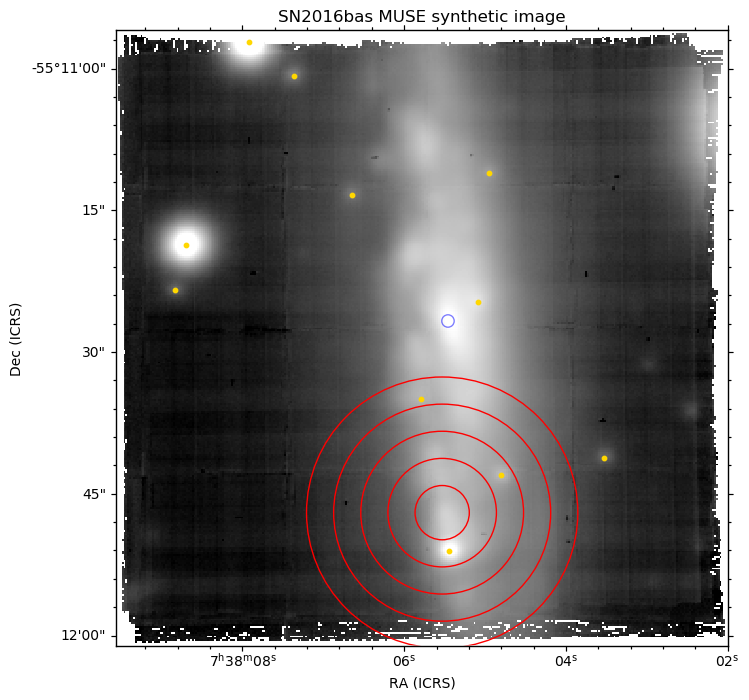 SN2016bas MUSE synthetic image
-55°11'00"
15"
30"
45"
12'00"
Dec (ICRS)
7ʰ38ᵐ08ˢ
06ˢ
04ˢ
02ˢ
RA (ICRS)